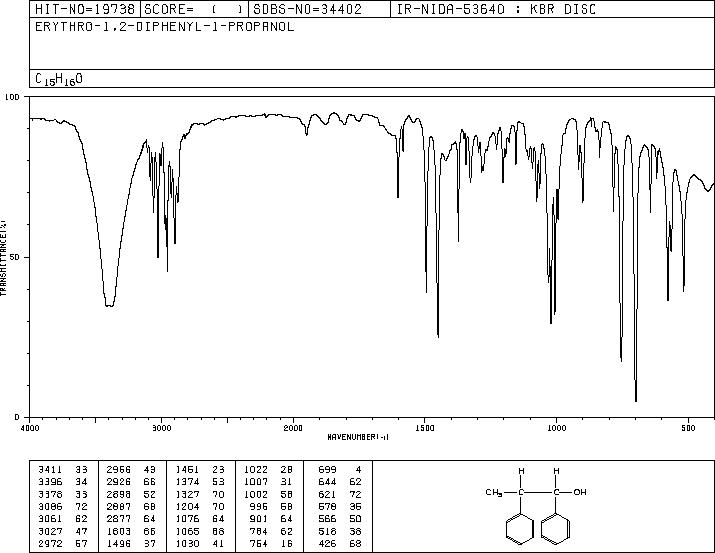 HIT-NO=19738 SCORE= ( ) SDBS-NO=34402 IR-NIDA-53640 : KBR DISC
ERYTHRO-1,2-DIPHENYL-1-PROPANOL
C15H16O
100
50
0
TRANSMITTANCE(%)
4000 3000 2000 1500 1000 500
WAVENUMBER(-1)
3411 33 2966 43 1451 23 1022 28 699 4
3396 34 2926 66 1374 53 1007 31 644 62
3378 33 2898 52 1327 70 1002 58 621 72
3086 72 2887 68 1204 70 996 58 578 35
3061 62 2877 64 1076 64 901 64 566 50
3027 47 1603 66 1065 68 784 62 518 38
2972 57 1496 37 1030 41 754 16 426 68
H H
CH3 C C OH